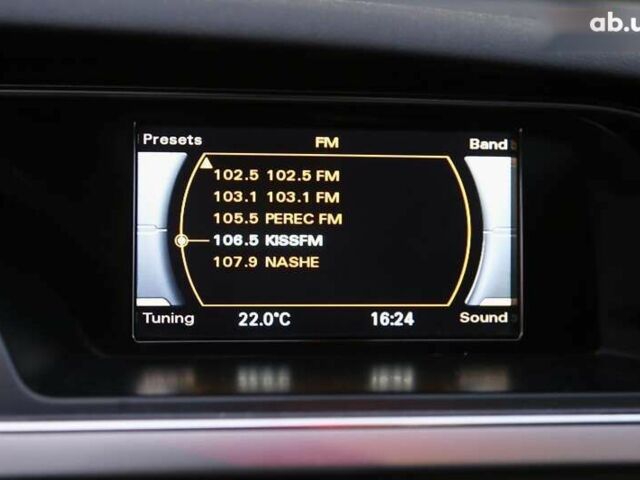 ab.u
Presets FM Band
102.5 102.5 FM
103.1 103.1 FM
105.5 PEREC FM
106.5 KISSFM
107.9 NASHE
Tuning 22.0°C 16:24 Sound